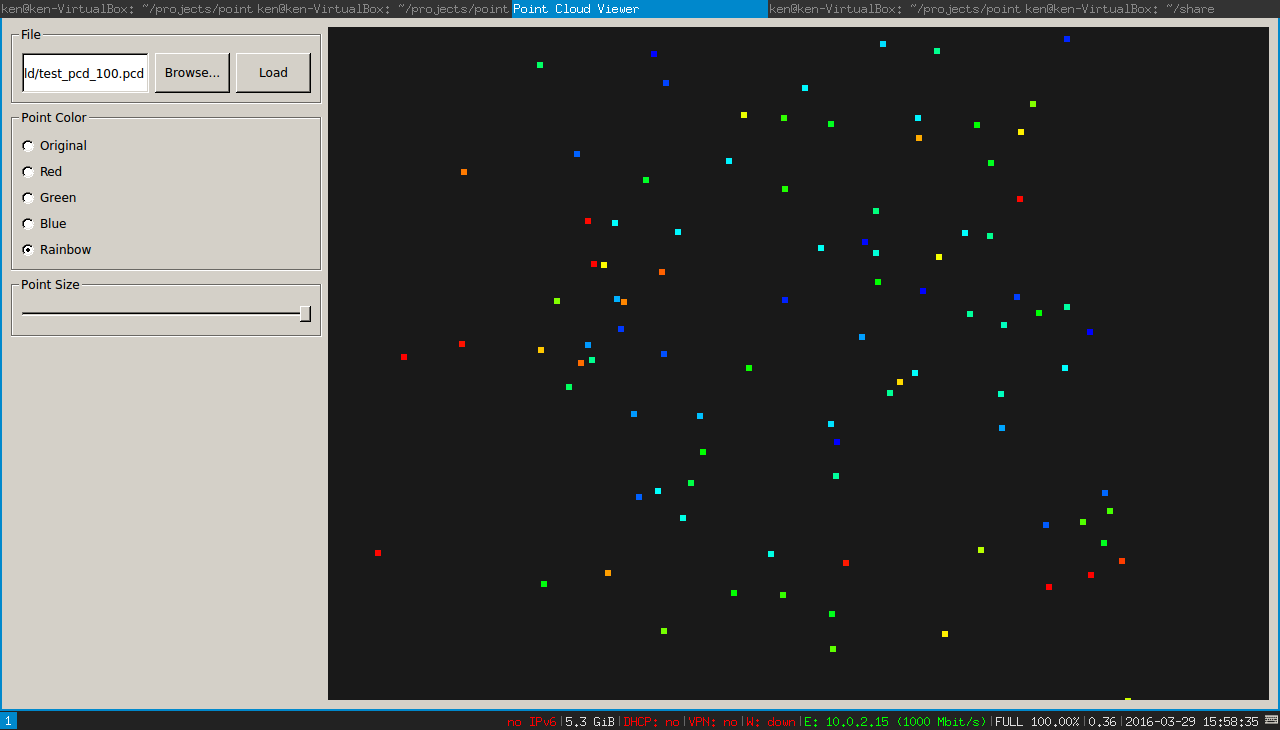 ken@ken-VirtualBox: ~/projects/point ken@ken-VirtualBox: ~/projects/point Point Cloud Viewer ken@ken-VirtualBox: ~/projects/point ken@ken-VirtualBox: ~/share
File
ld/test_pcd_100.pcd Browse... Load
Point Color
Original
Red
Green
Blue
Rainbow
Point Size
1 no IPv6|5.3 GiB|DHCP: no|VPN: no|W: down|E: 10.0.2.15 (1000 Mbit/s)|FULL 100.00%|0.36|2016-03-29 15:58:35